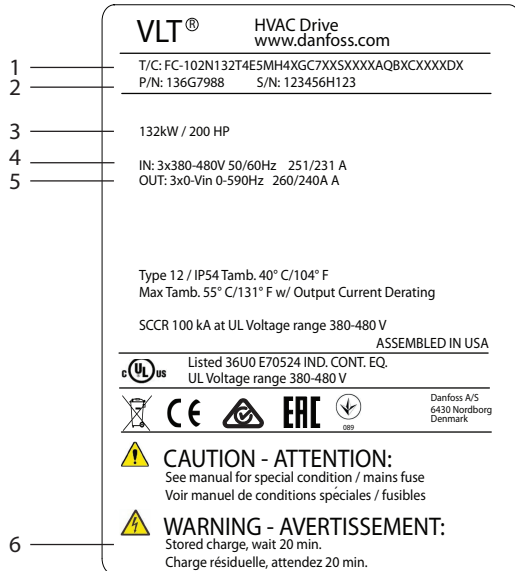 VLT® HVAC Drive
www.danfoss.com
1 T/C: FC-102N132T4E5MH4XGC7XXSXXXXAQBXCXXXXDX
2 P/N: 136G7988 S/N: 123456H123
3 132kW / 200 HP
4 IN: 3x380-480V 50/60Hz 251/231 A
5 OUT: 3x0-Vin 0-590Hz 260/240A A
Type 12 / IP54 Tamb. 40° C/104° F
Max Tamb. 55° C/131° F w/ Output Current Derating
SCCR 100 kA at UL Voltage range 380-480 V
ASSEMBLED IN USA
c UL us Listed 36U0 E70524 IND. CONT. EQ.
UL Voltage range 380-480 V
CE EAC 089
Danfoss A/S
6430 Nordborg
Denmark
CAUTION - ATTENTION:
See manual for special condition / mains fuse
Voir manuel de conditions spéciales / fusibles
WARNING - AVERTISSEMENT:
6 Stored charge, wait 20 min.
Charge résiduelle, attendez 20 min.